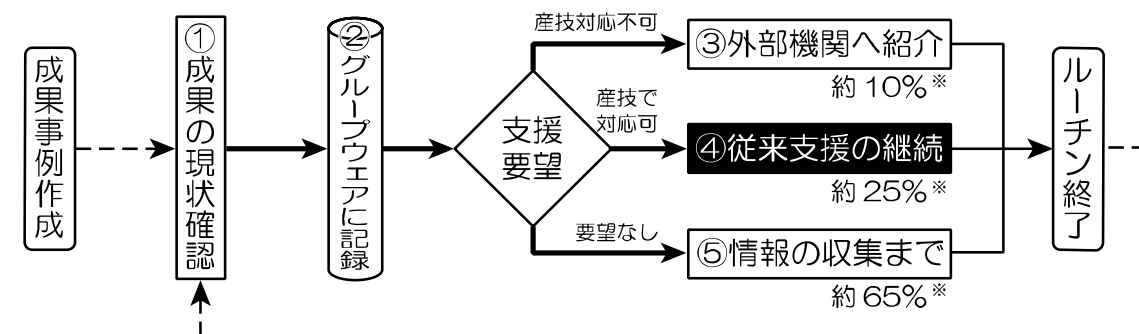 成果事例作成
①成果の現状確認
②グループウェアに記録
支援
要望
産技対応不可
③外部機関へ紹介
約10%※
産技で
対応可
④従来支援の継続
約25%※
要望なし
⑤情報の収集まで
約65%※
ルーチン終了